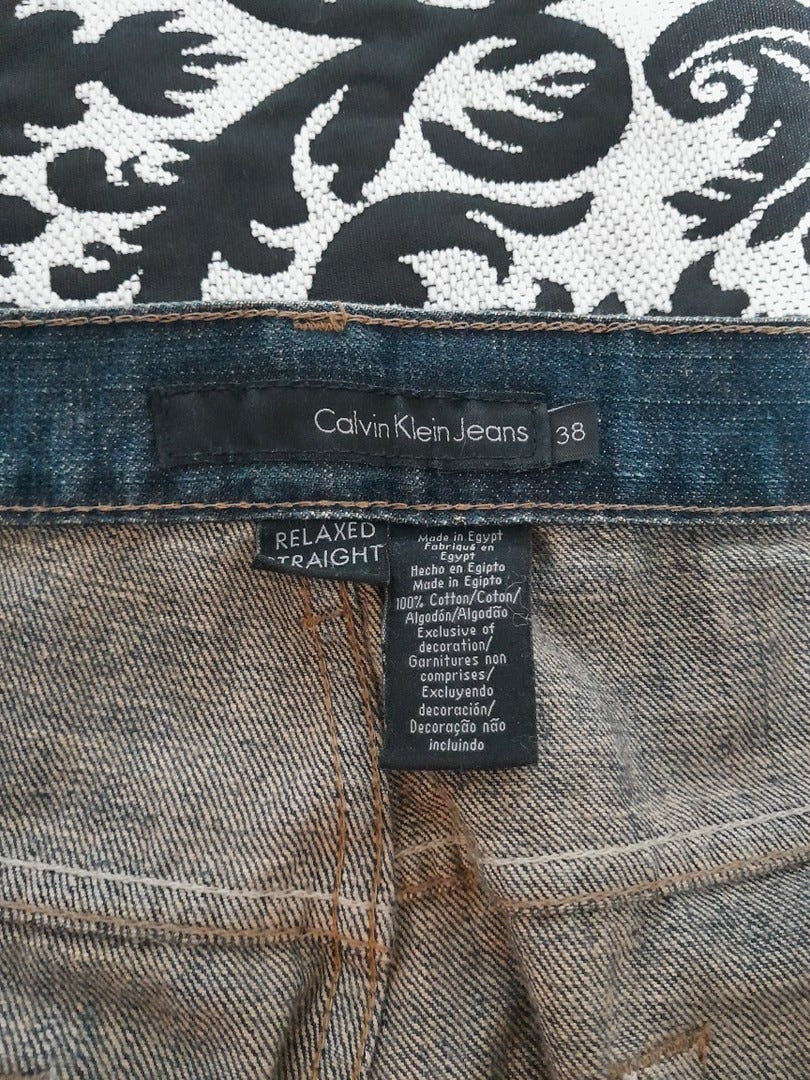 Calvin Klein Jeans
38
RELAXED
STRAIGHT
Made in Egypt
Fabriqué en
Egypt
Hecho en Egipto
Made in Egipto
100% Cotton/Coton/
Algodón/Algodão
Exclusive of
decoration/
Garnitures non
comprises/
Excluyendo
decoración/
Decoração não
incluindo